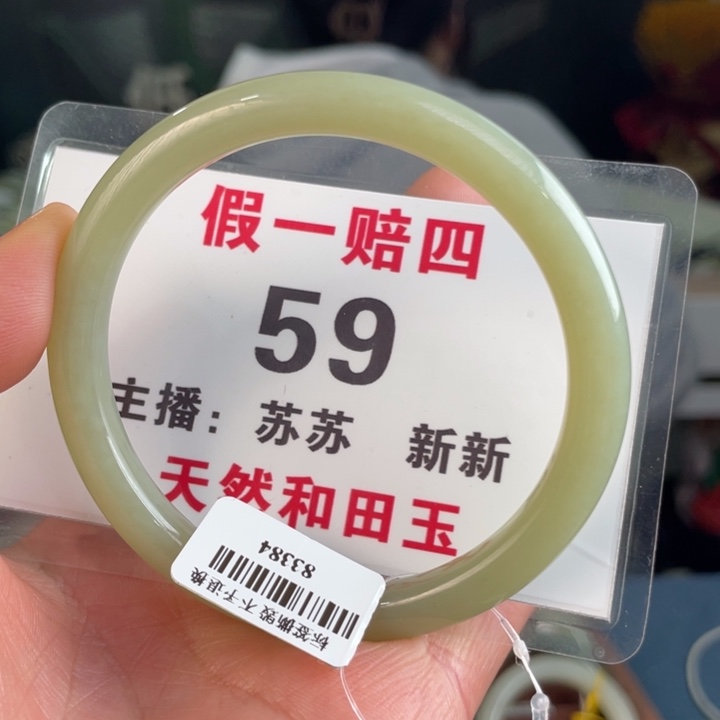 假一赔四
59
主播：苏苏 新新
天然和田玉
83384
标签撕毁不予退换